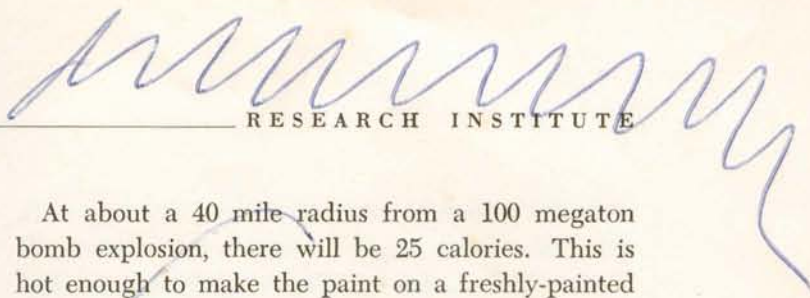 RESEARCH INSTITUTE
At about a 40 mile radius from a 100 megaton
bomb explosion, there will be 25 calories. This is
hot enough to make the paint on a freshly-painted